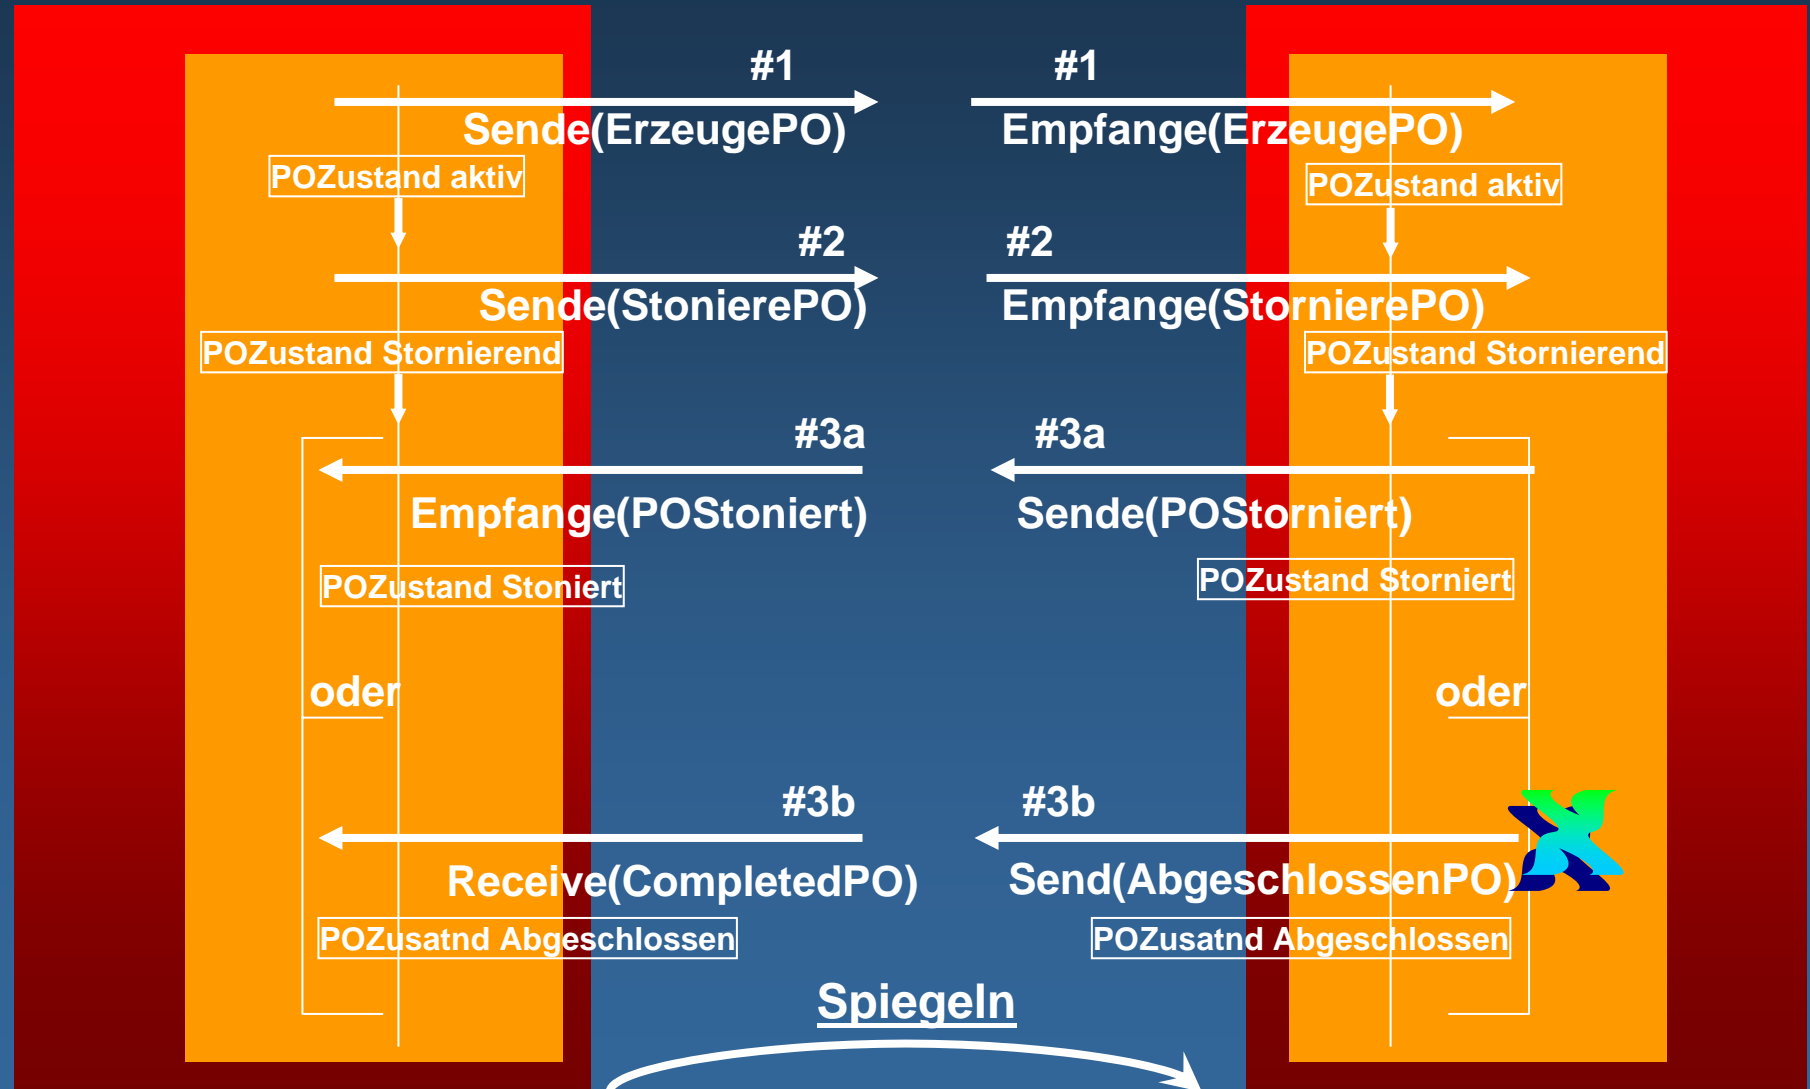 #1 #1
Sende(ErzeugePO) Empfange(ErzeugePO)
POZustand aktiv POZustand aktiv
#2 #2
Sende(StonierePO) Empfange(StornierePO)
POZustand Stornierend POZustand Stornierend
#3a #3a
Empfange(POStoniert) Sende(POStorniert)
POZustand Stoniert POZustand Storniert
oder oder
#3b #3b
Receive(CompletedPO) Send(AbgeschlossenPO)
POZusatnd Abgeschlossen POZusatnd Abgeschlossen
X
Spiegeln